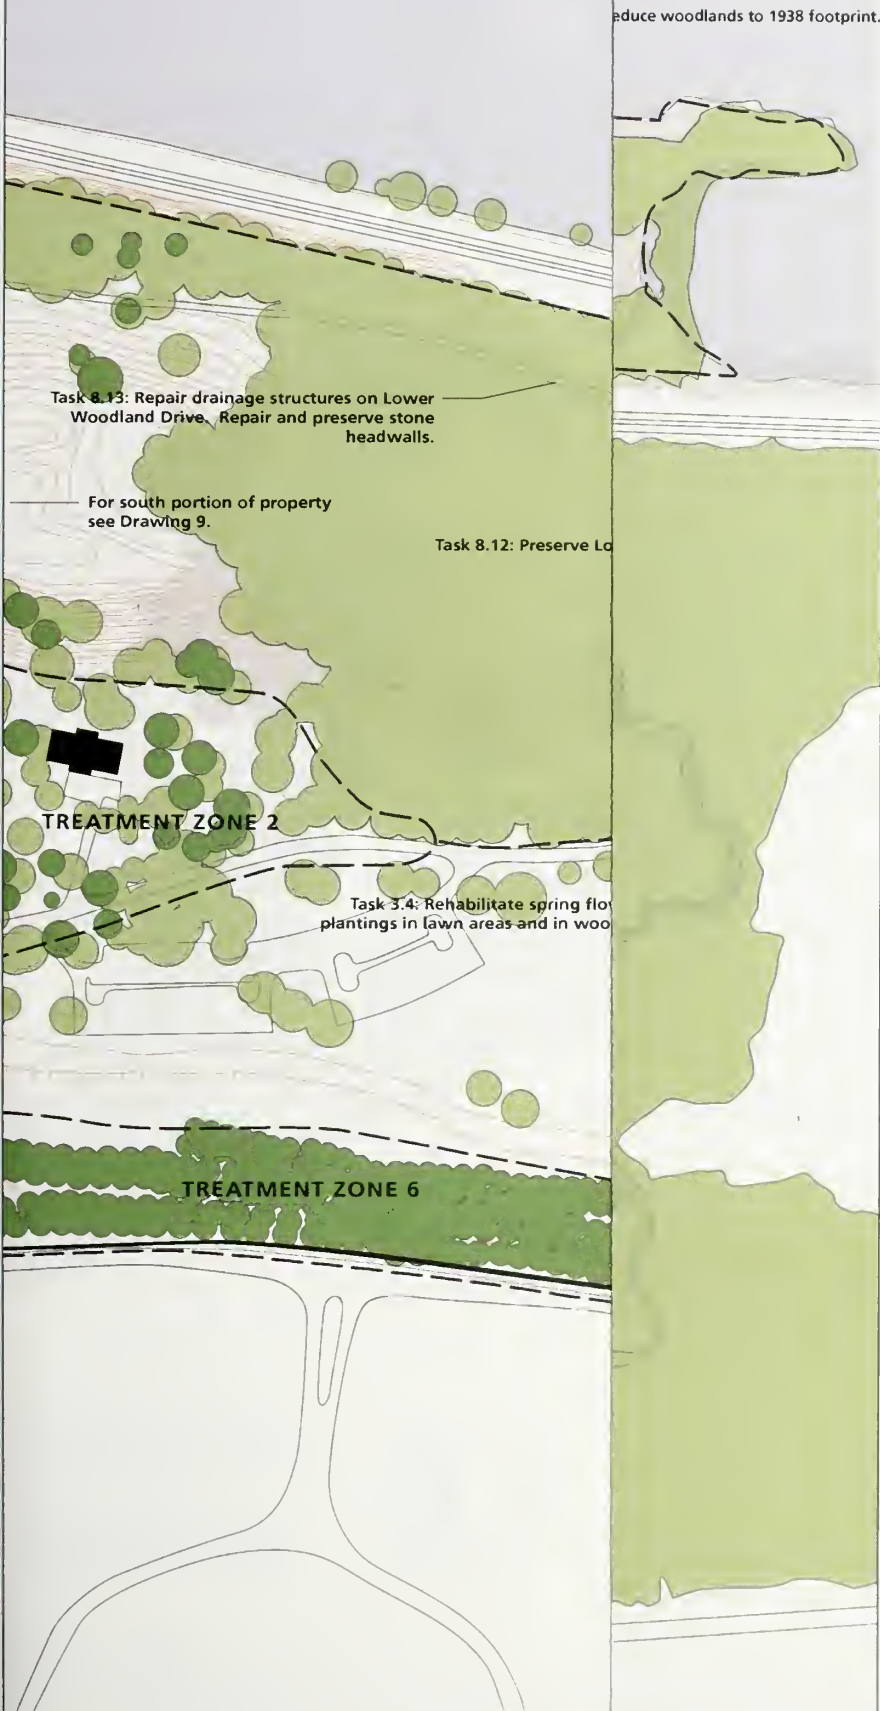 educe woodlands to 1938 footprint.
Task 8.13: Repair drainage structures on Lower
Woodland Drive. Repair and preserve stone
headwalls.
For south portion of property
see Drawing 9.
Task 8.12: Preserve Lo
TREATMENT ZONE 2
Task 3.4: Rehabilitate spring flo
plantings in lawn areas and in woo
TREATMENT ZONE 6